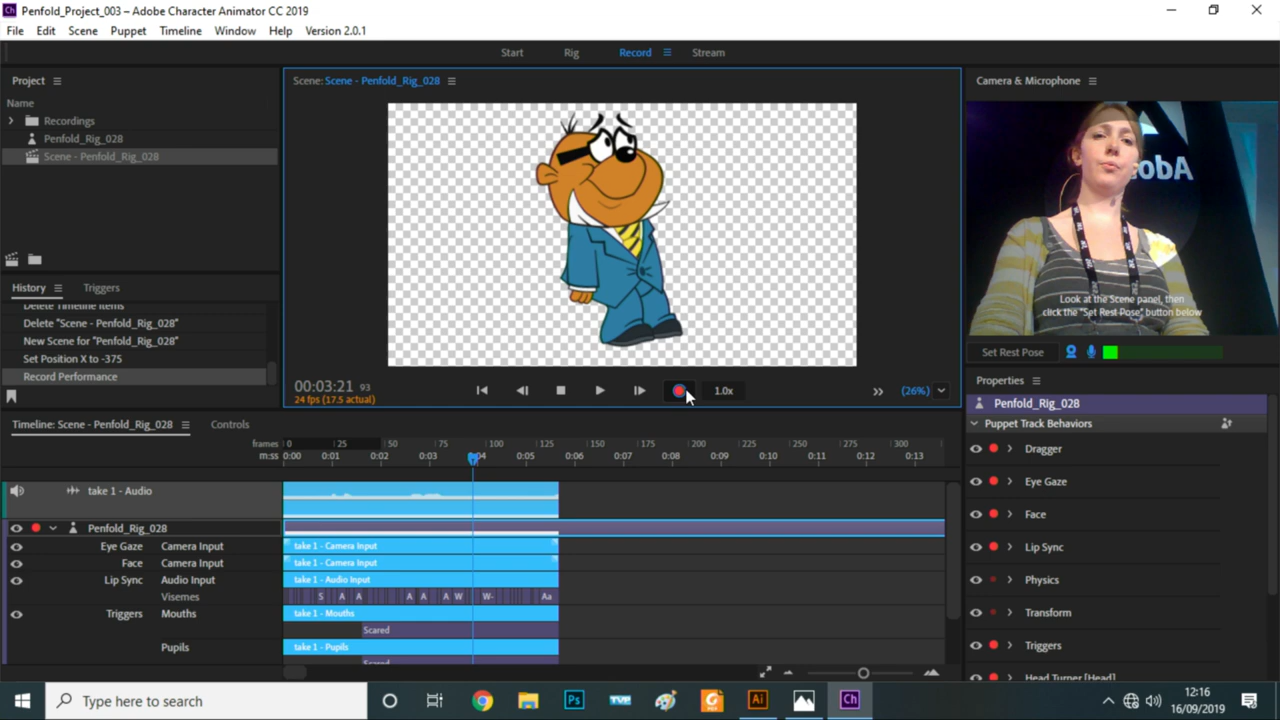 Penfold_Project_003 – Adobe Character Animator CC 2019
File Edit Scene Puppet Timeline Window Help Version 2.0.1
Start Rig Record Stream
Project
Name
Recordings
Penfold_Rig_028
Scene - Penfold_Rig_028
History Triggers
Delete Timeline Items
Delete "Scene - Penfold_Rig_028"
New Scene for "Penfold_Rig_028"
Set Position X to -375
Record Performance
Scene: Scene - Penfold_Rig_028
00:03:21 93
24 fps (17.5 actual)
1.0x
(26%)
Camera & Microphone
Ado
Look at the Scene panel, then
click the "Set Rest Pose" button below
Set Rest Pose
Properties
Penfold_Rig_028
Puppet Track Behaviors
Dragger
Eye Gaze
Face
Lip Sync
Physics
Transform
Triggers
Head Turner [Head]
Timeline: Scene - Penfold_Rig_028 Controls
frames 0 25 50 75 100 125 150 175 200 225 250 275 300
m:ss 0:00 0:01 0:02 0:03 0:04 0:05 0:06 0:07 0:08 0:09 0:10 0:11 0:12 0:13
take 1 - Audio
Penfold_Rig_028
Eye Gaze Camera Input take 1 - Camera Input
Face Camera Input take 1 - Camera Input
Lip Sync Audio Input take 1 - Audio Input
Visemes S A A A A A W W- Aa
Triggers Mouths take 1 - Mouths
Scared
Pupils take 1 - Pupils
Scared
Type here to search
Ps TVP Ai Ch
12:16
16/09/2019